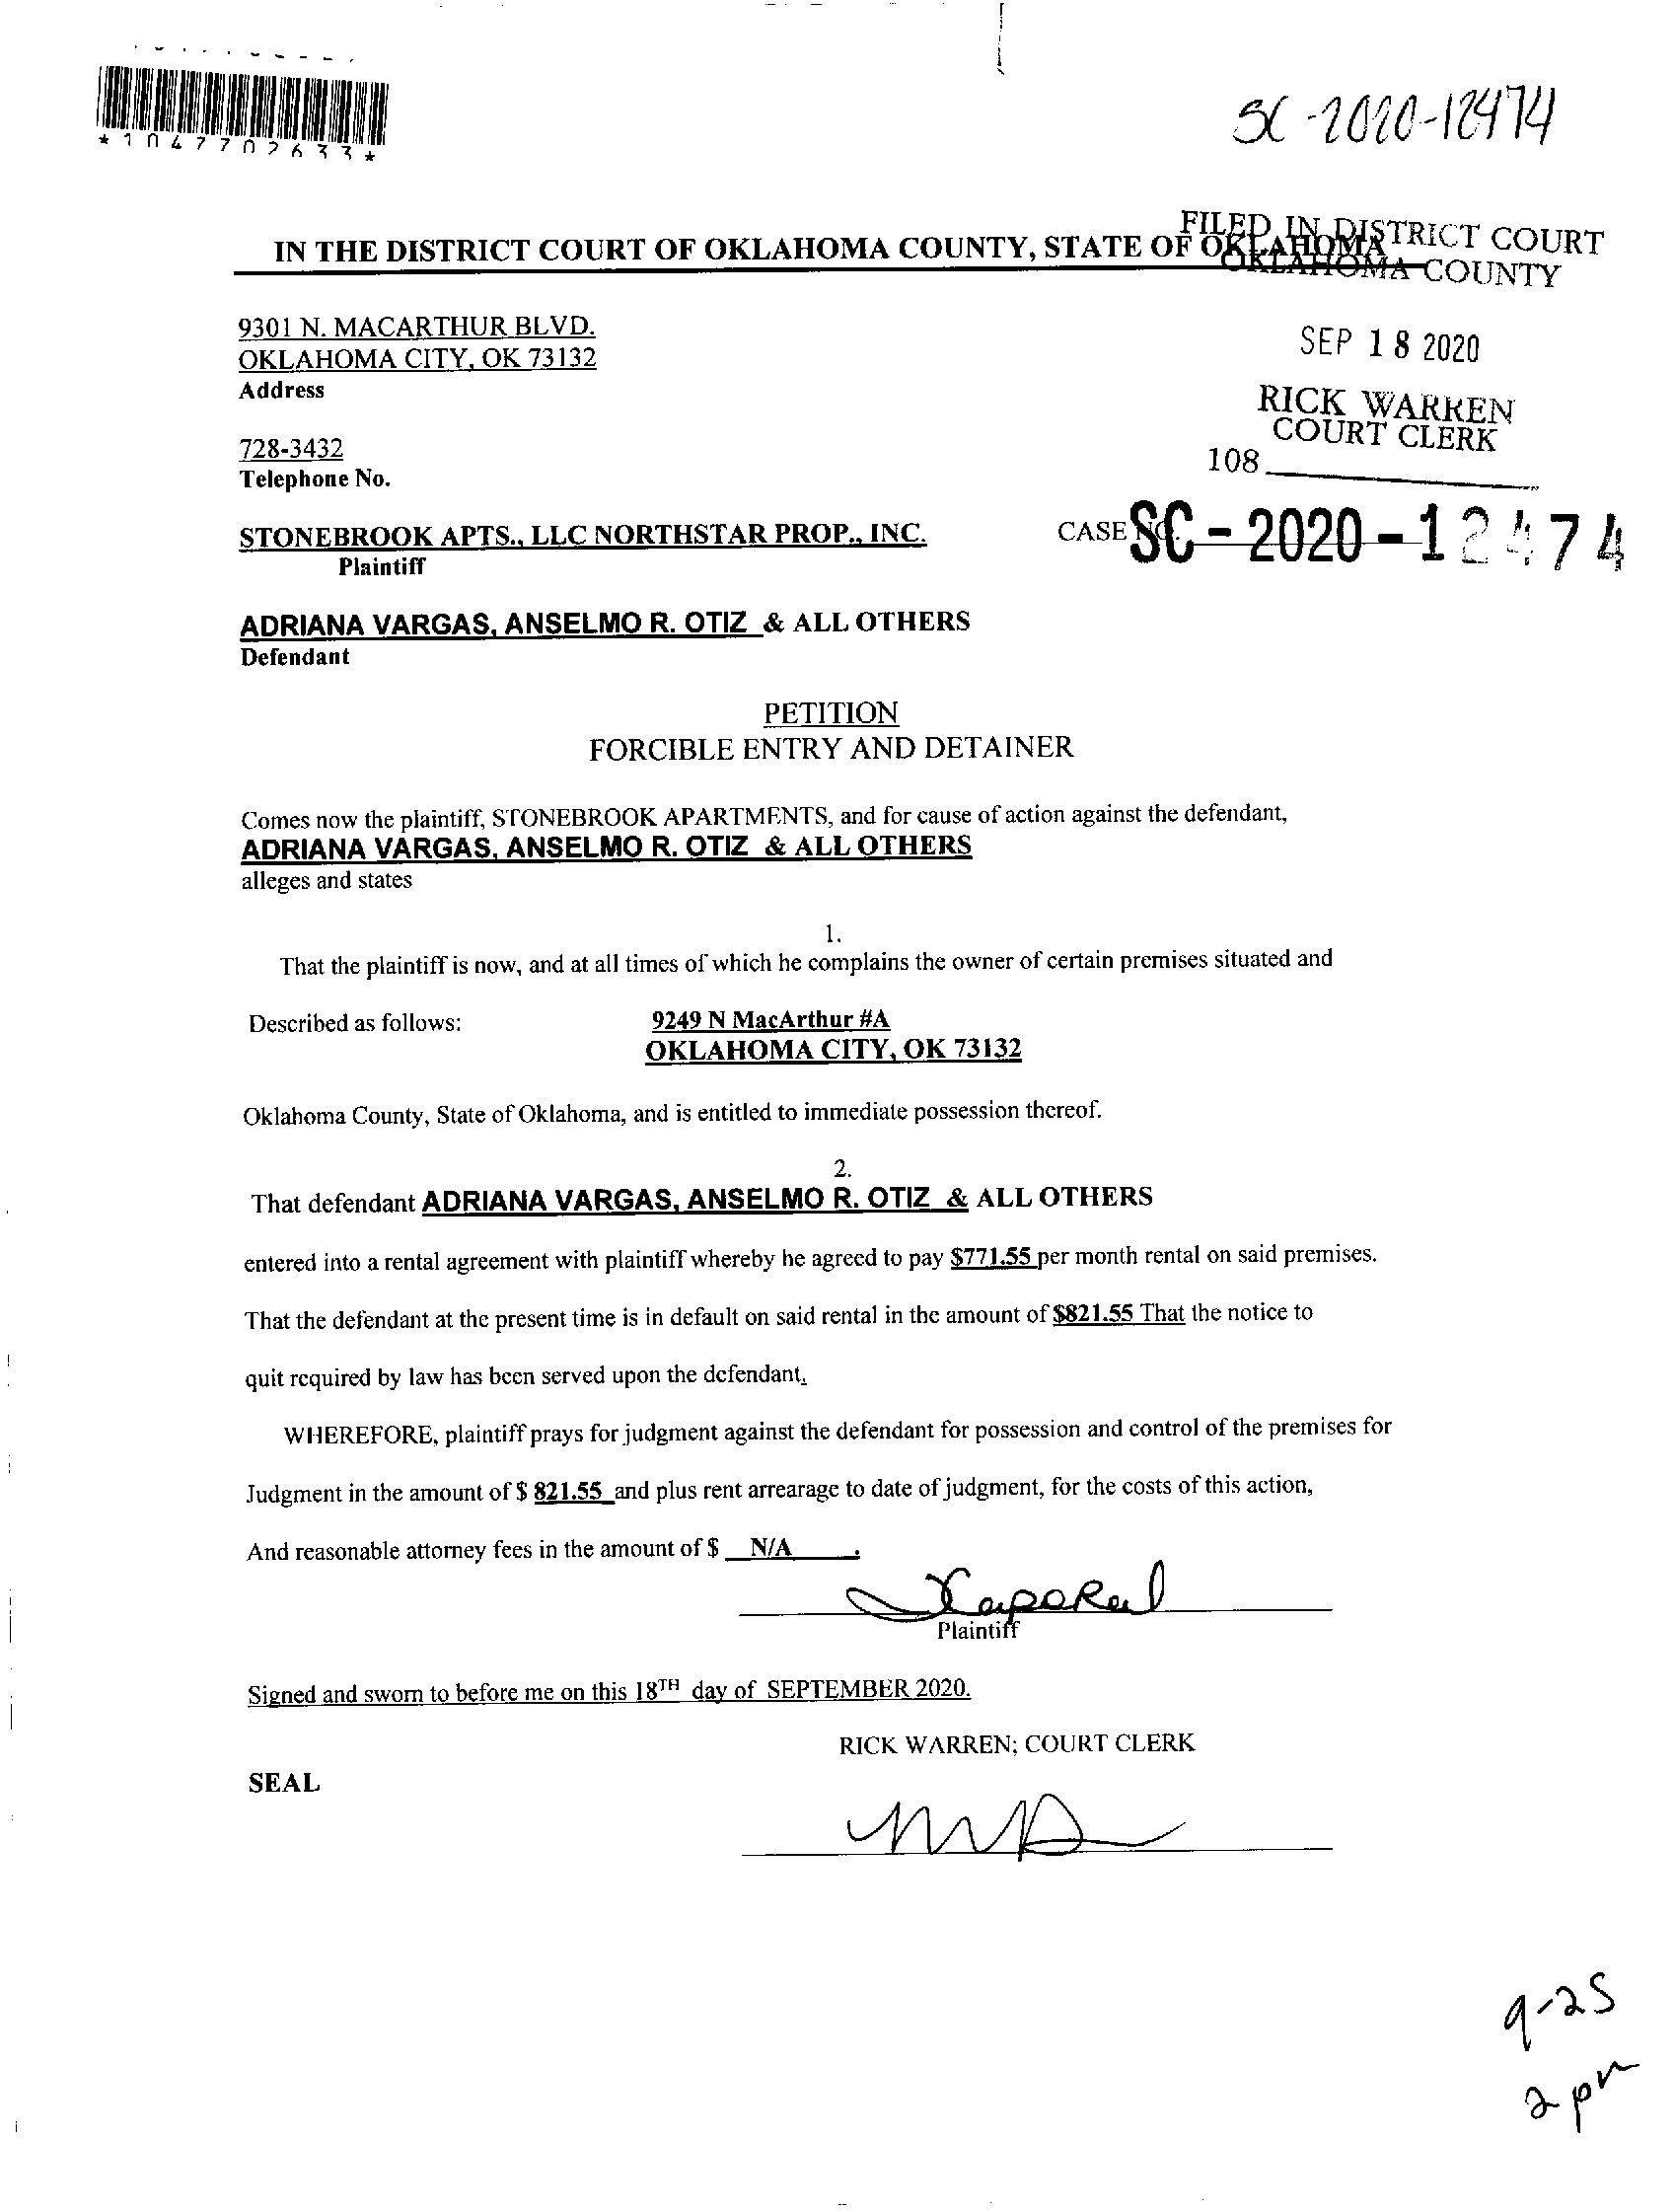 *1047702633*
SC-2020-12474
FILED IN DISTRICT COURT
OKLAHOMA COUNTY
IN THE DISTRICT COURT OF OKLAHOMA COUNTY, STATE OF OKLAHOMA
9301 N. MACARTHUR BLVD.
OKLAHOMA CITY, OK 73132
Address
SEP 18 2020
RICK WARREN
COURT CLERK
108
728-3432
Telephone No.
STONEBROOK APTS., LLC NORTHSTAR PROP., INC.
Plaintiff
CASE NO. SC-2020-12474
ADRIANA VARGAS, ANSELMO R. OTIZ & ALL OTHERS
Defendant
PETITION
FORCIBLE ENTRY AND DETAINER
Comes now the plaintiff, STONEBROOK APARTMENTS, and for cause of action against the defendant,
ADRIANA VARGAS, ANSELMO R. OTIZ & ALL OTHERS
alleges and states
1.
That the plaintiff is now, and at all times of which he complains the owner of certain premises situated and
Described as follows: 9249 N MacArthur #A
OKLAHOMA CITY, OK 73132
Oklahoma County, State of Oklahoma, and is entitled to immediate possession thereof.
2.
That defendant ADRIANA VARGAS, ANSELMO R. OTIZ & ALL OTHERS
entered into a rental agreement with plaintiff whereby he agreed to pay $771.55 per month rental on said premises.
That the defendant at the present time is in default on said rental in the amount of $821.55 That the notice to
quit required by law has been served upon the defendant.
WHEREFORE, plaintiff prays for judgment against the defendant for possession and control of the premises for
Judgment in the amount of $ 821.55 and plus rent arrearage to date of judgment, for the costs of this action,
And reasonable attorney fees in the amount of $ N/A .
Plaintiff
Signed and sworn to before me on this 18TH day of SEPTEMBER 2020.
RICK WARREN; COURT CLERK
SEAL
9-25
2 pm